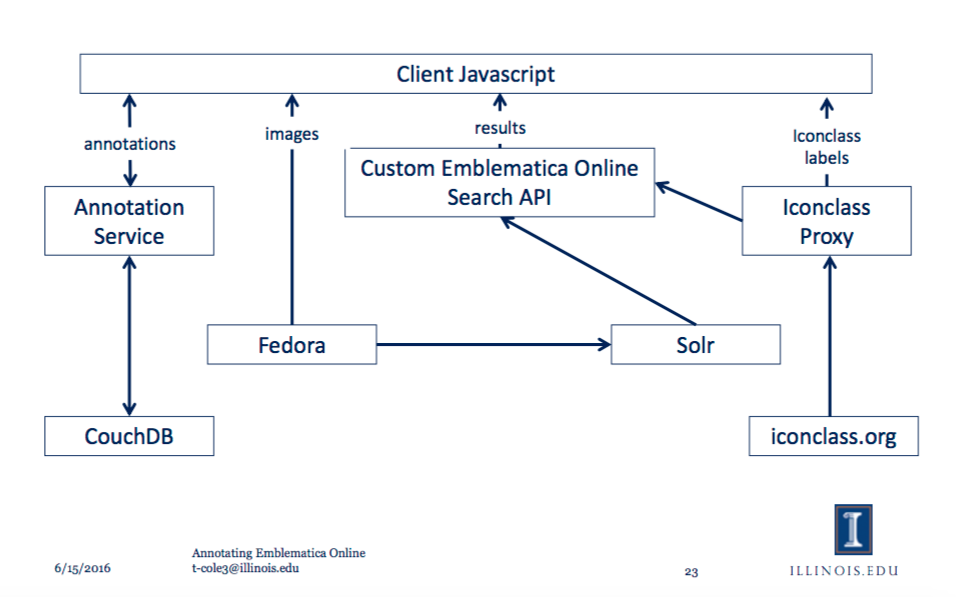 Client Javascript
annotations
images
results
Iconclass
labels
Custom Emblematica Online
Search API
Annotation
Service
Iconclass
Proxy
Fedora
Solr
CouchDB
iconclass.org
6/15/2016
Annotating Emblematica Online
t-cole3@illinois.edu
23
I
ILLINOIS.EDU